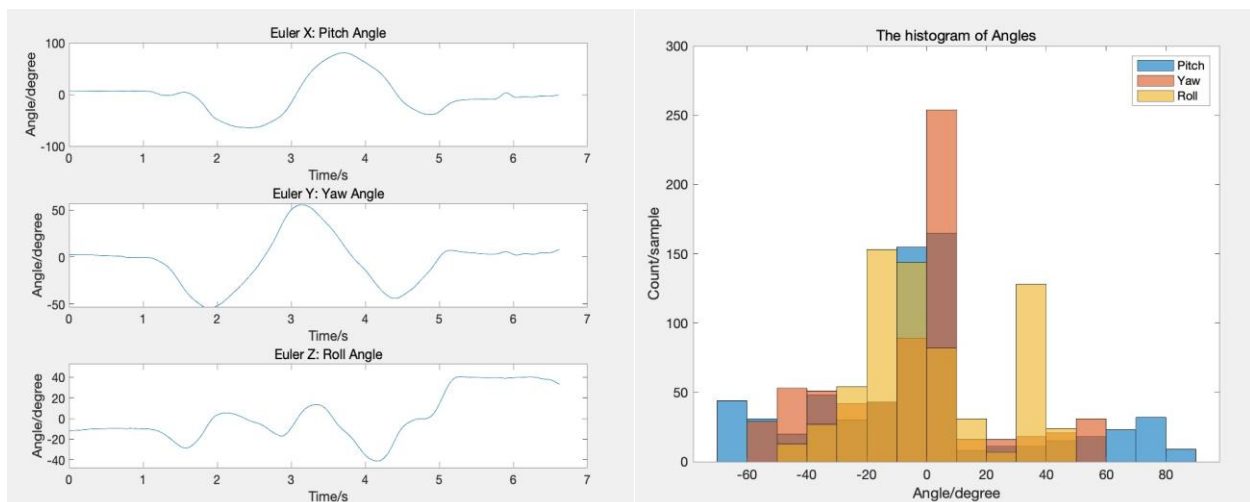 Euler X: Pitch Angle
Angle/degree
100
0
-100
0 1 2 3 4 5 6 7
Time/s
Euler Y: Yaw Angle
Angle/degree
50
0
-50
0 1 2 3 4 5 6 7
Time/s
Euler Z: Roll Angle
Angle/degree
40
20
0
-20
-40
0 1 2 3 4 5 6 7
Time/s
The histogram of Angles
Count/sample
300
250
200
150
100
50
0
Pitch
Yaw
Roll
-60 -40 -20 0 20 40 60 80
Angle/degree